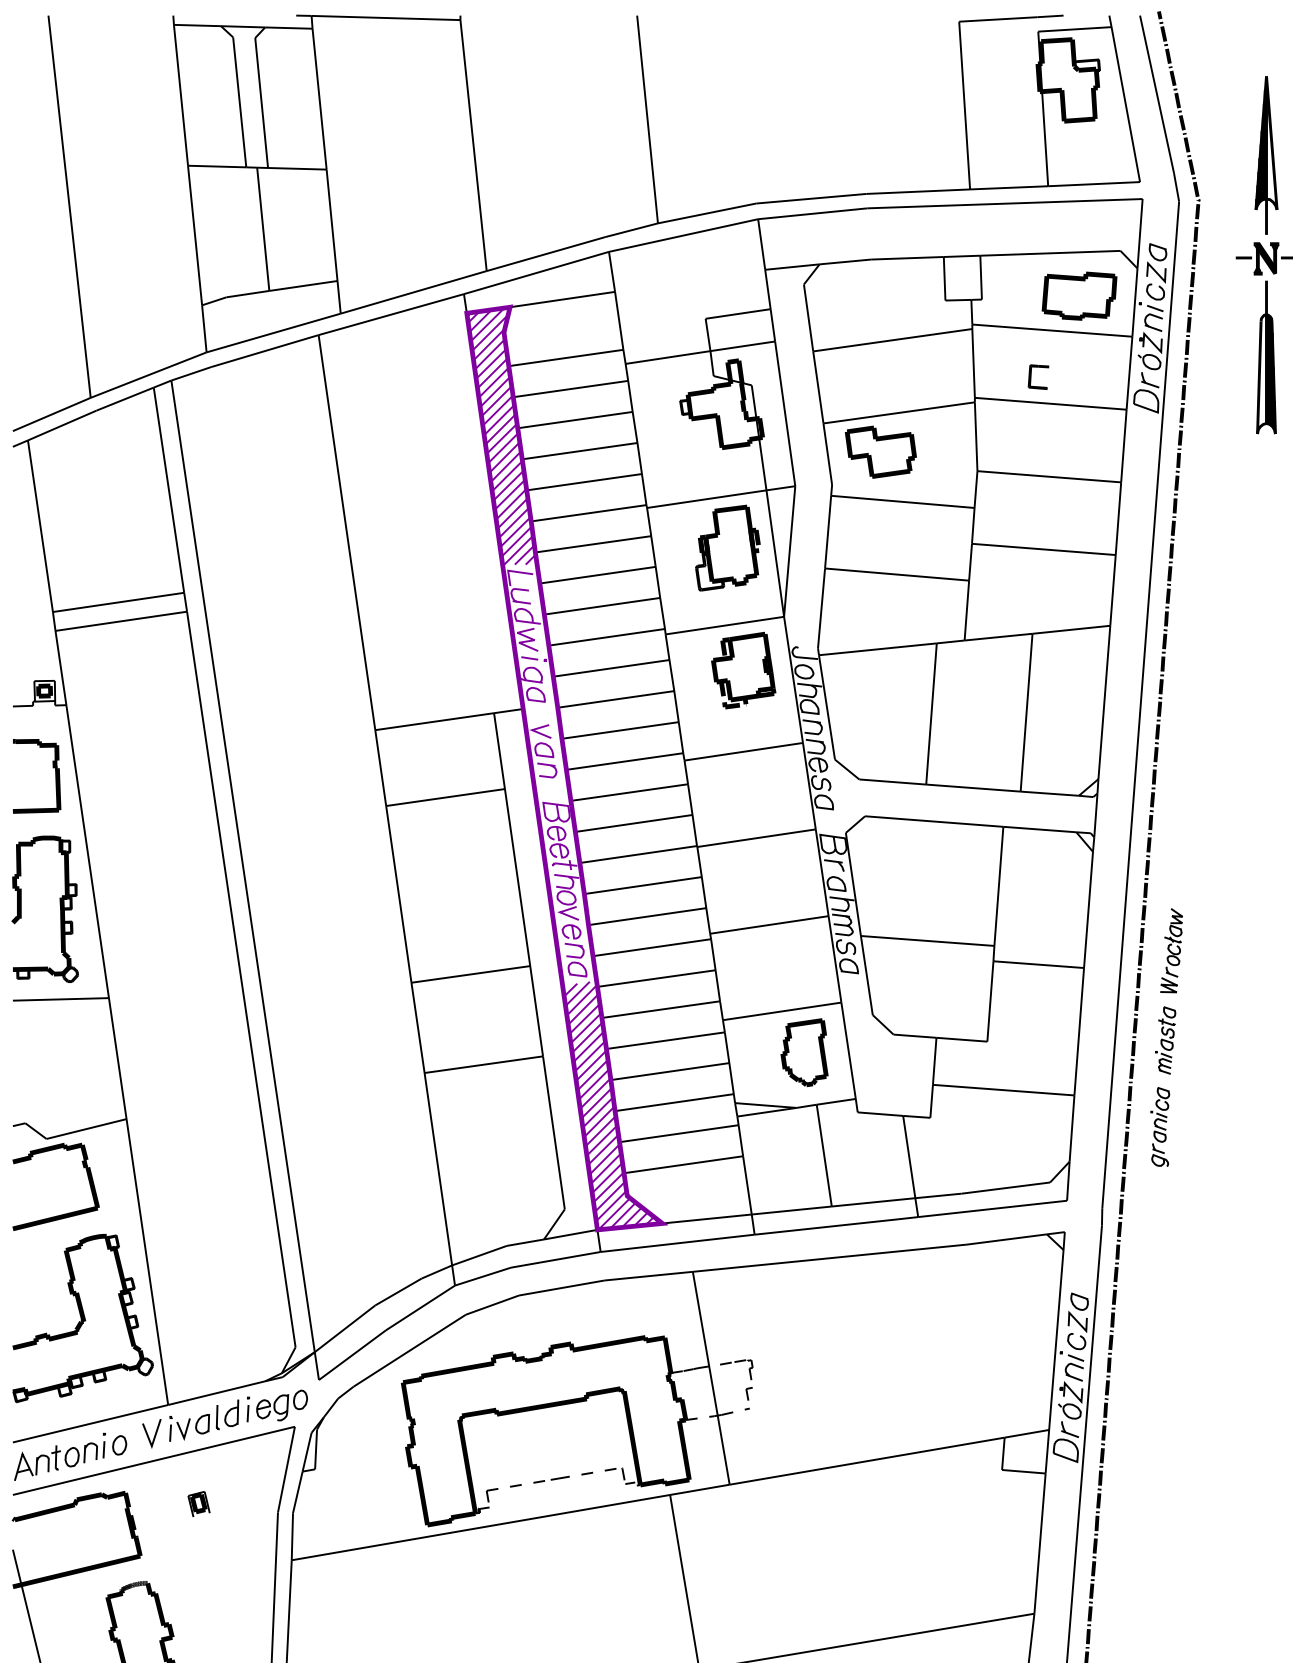 N
Dróżnicza
Ludwiga van Beethovena
Johannesa Brahmsa
granica miasta Wrocław
Dróżnicza
Antonio Vivaldiego